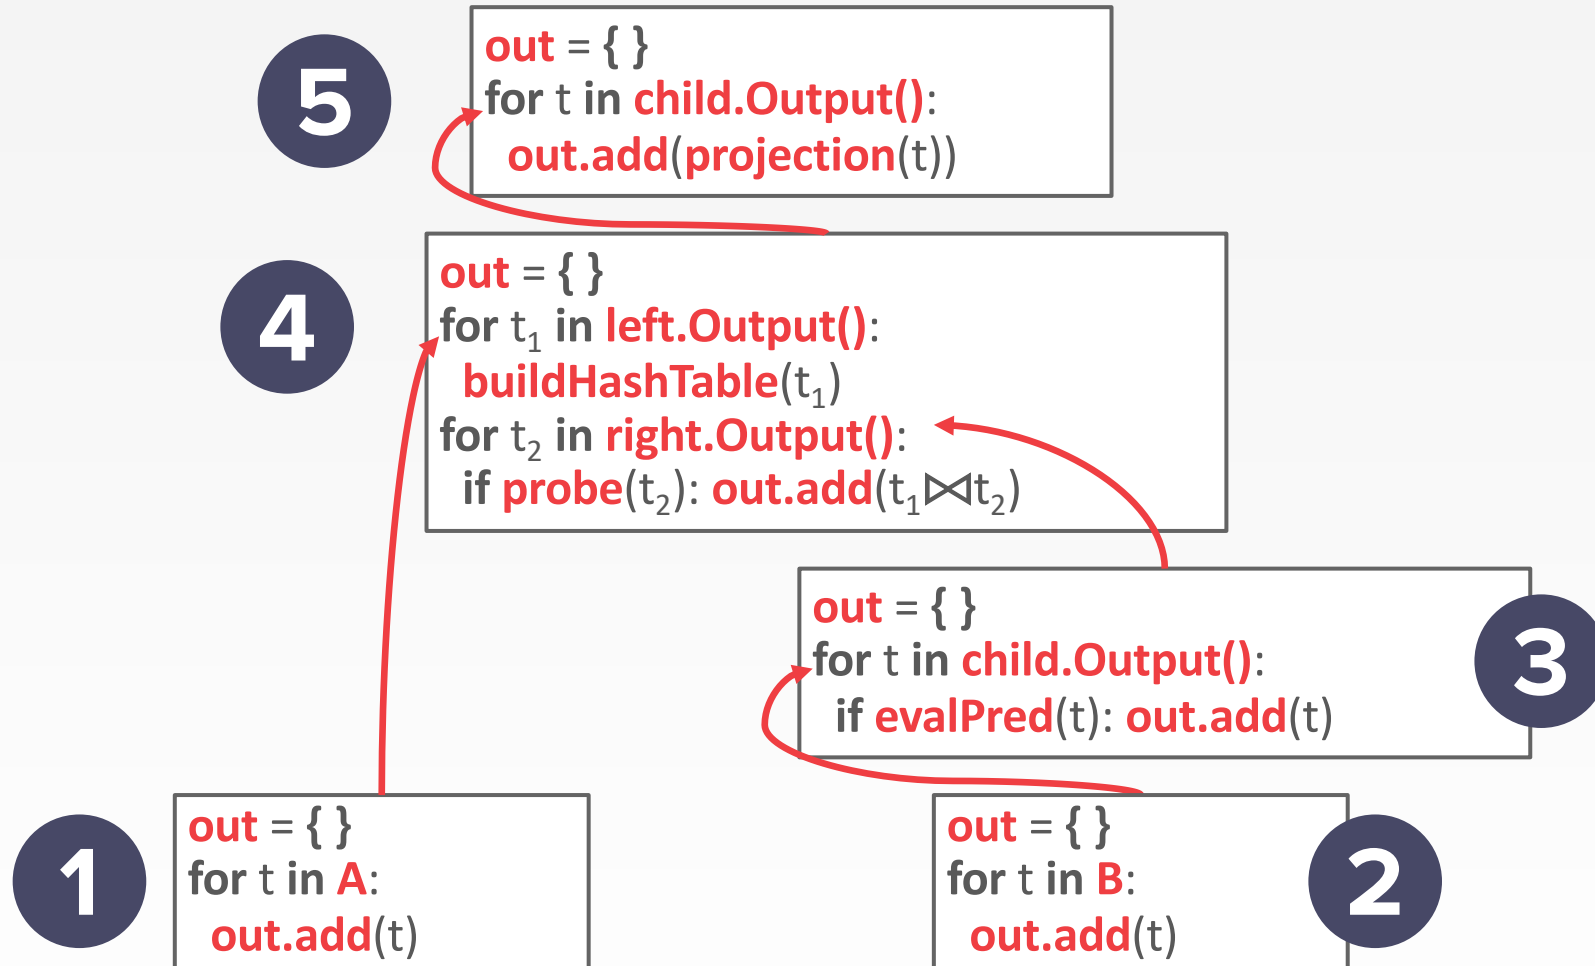 5
out = { }
for t in child.Output():
out.add(projection(t))
4
out = { }
for t₁ in left.Output():
buildHashTable(t₁)
for t₂ in right.Output():
if probe(t₂): out.add(t₁⨝t₂)
out = { }
for t in child.Output():
if evalPred(t): out.add(t)
3
1
out = { }
for t in A:
out.add(t)
out = { }
for t in B:
out.add(t)
2